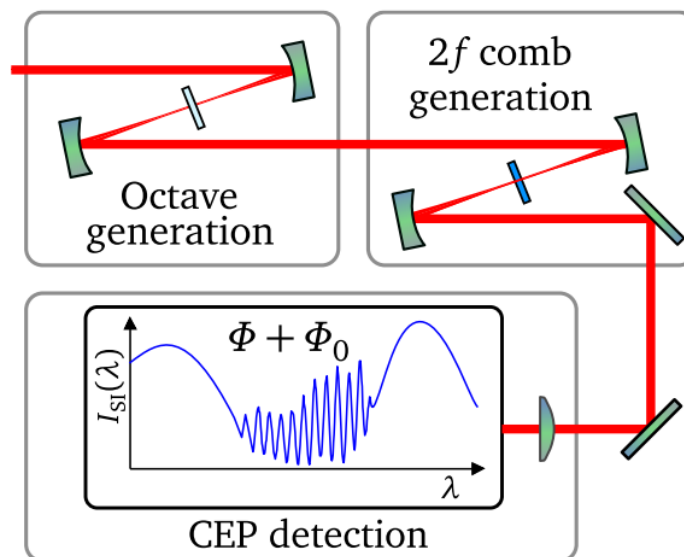 Octave
generation
2f comb
generation
Φ + Φ₀
I_SI(λ)
λ
CEP detection